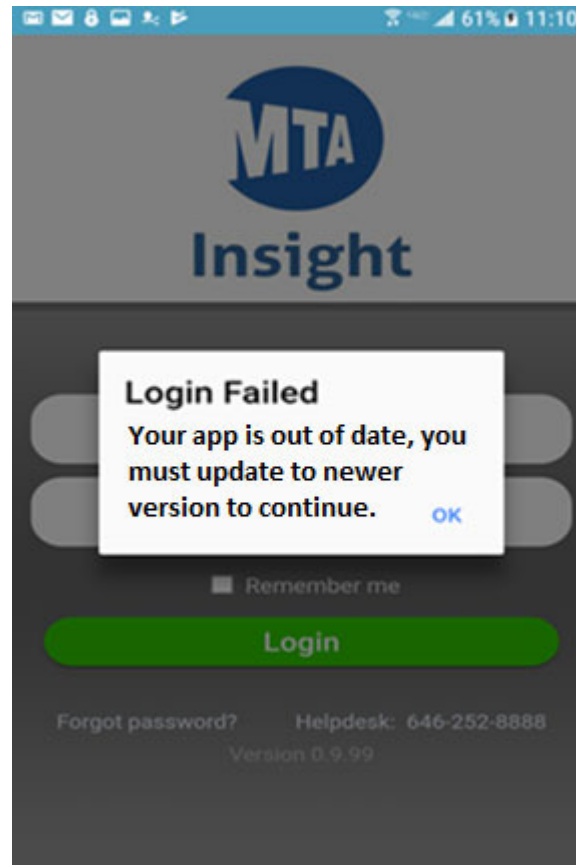 61% 11:10
MTA
Insight
Login Failed
Your app is out of date, you
must update to newer
version to continue.
OK
Remember me
Login
Forgot password? Helpdesk: 646-252-8888
Version 0.9.99